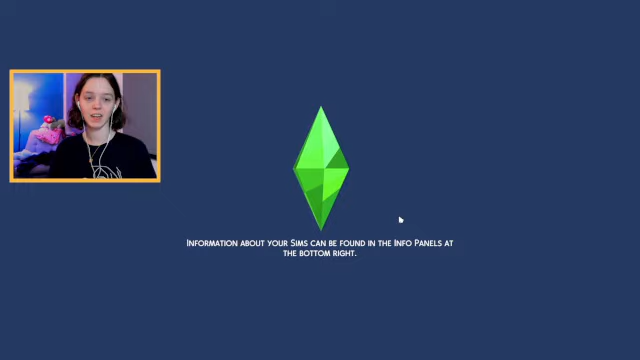 Information about your Sims can be found in the Info Panels at
the bottom right.